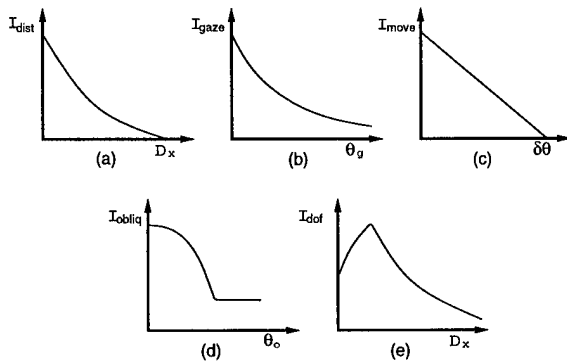 I_dist
D_x
(a)
I_gaze
θ_g
(b)
I_move
δθ
(c)
I_obliq
θ_o
(d)
I_dof
D_x
(e)